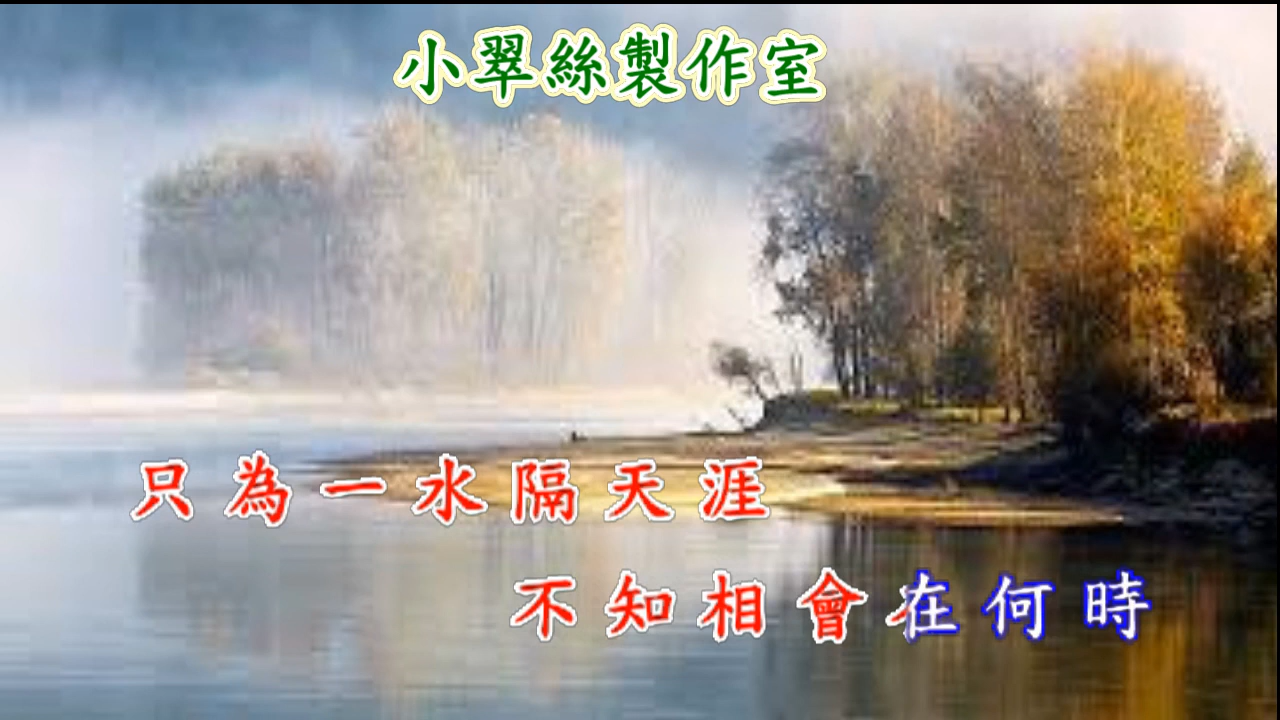 小翠絲製作室
只為一水隔天涯
不知相會在何時